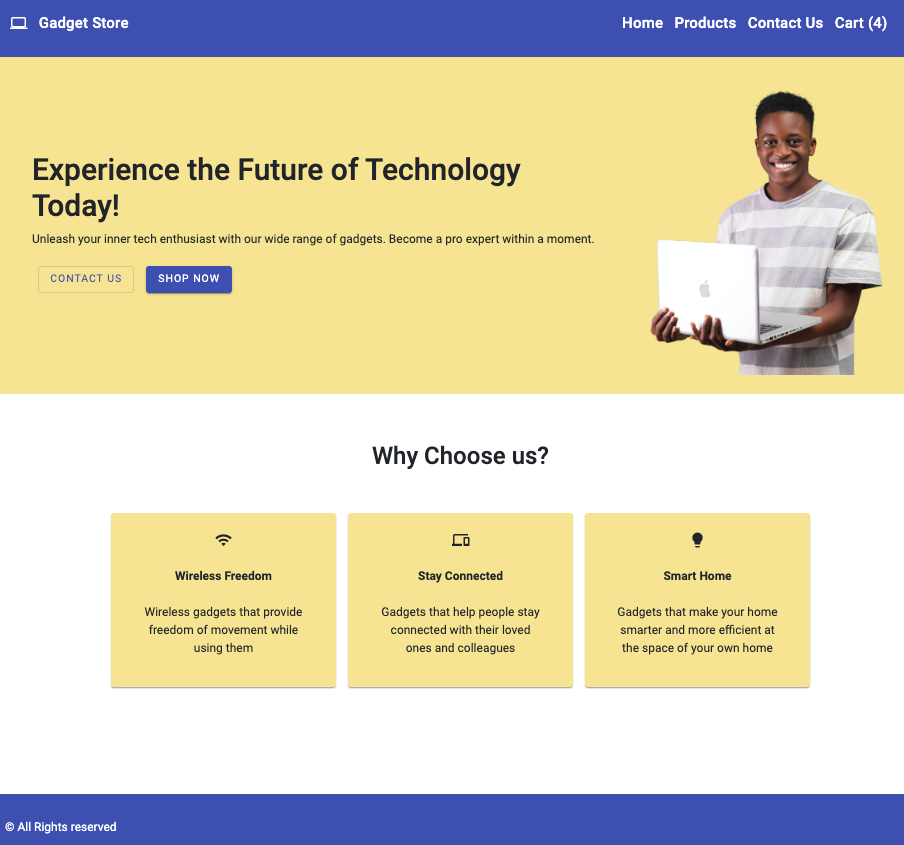 Gadget Store
Home Products Contact Us Cart (4)
Experience the Future of Technology
Today!
Unleash your inner tech enthusiast with our wide range of gadgets. Become a pro expert within a moment.
CONTACT US SHOP NOW
Why Choose us?
Wireless Freedom
Wireless gadgets that provide
freedom of movement while
using them
Stay Connected
Gadgets that help people stay
connected with their loved
ones and colleagues
Smart Home
Gadgets that make your home
smarter and more efficient at
the space of your own home
© All Rights reserved